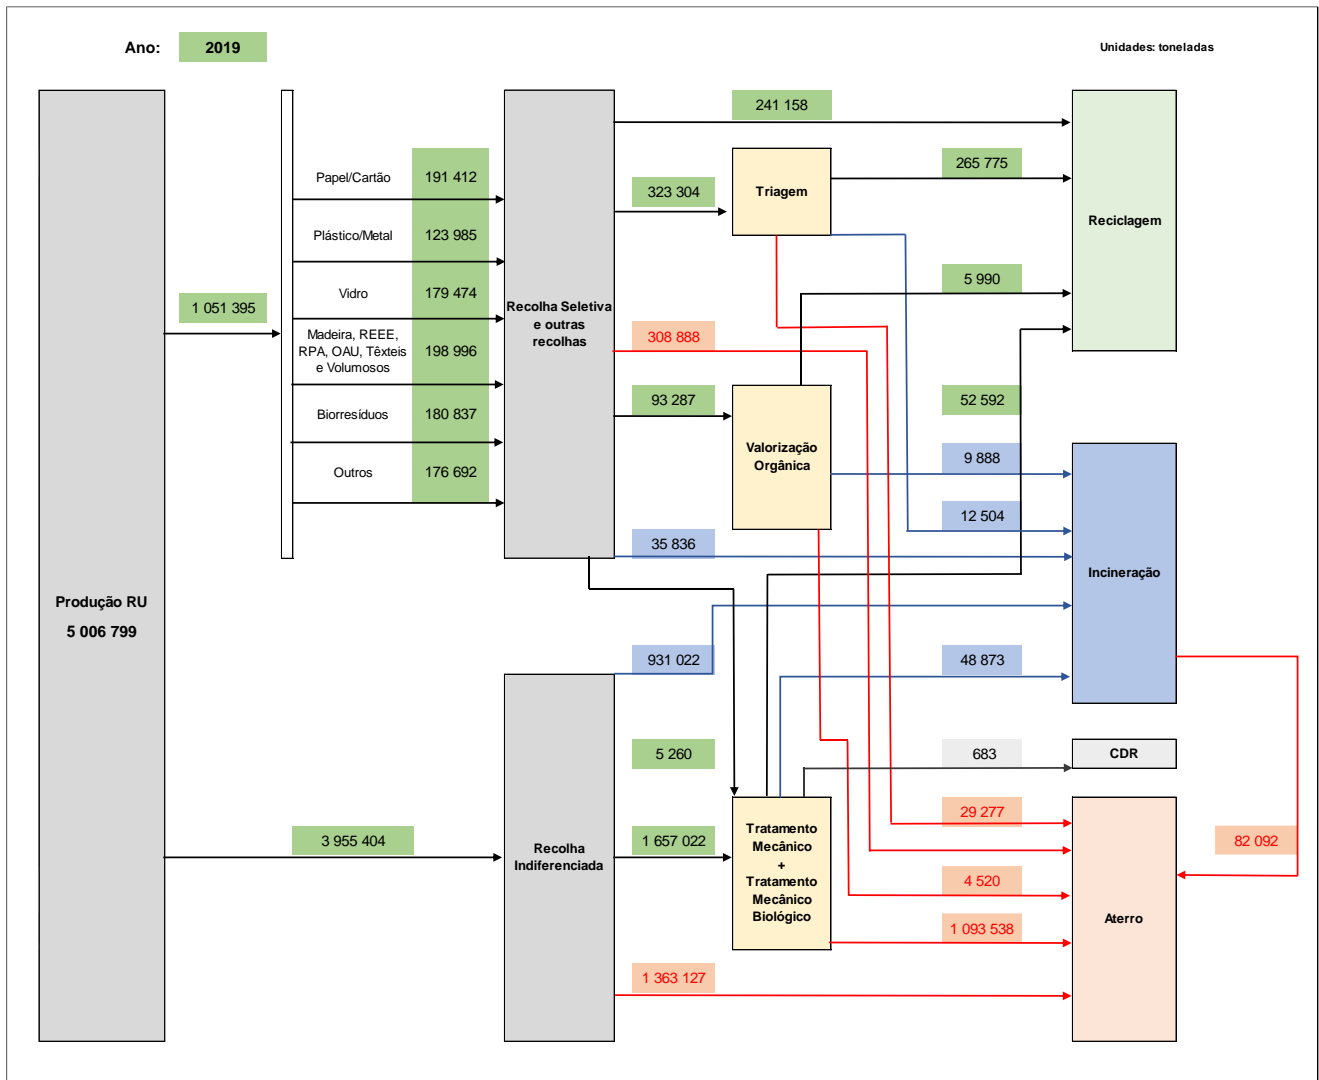 Ano:
2019
Unidades: toneladas
241 158
Papel/Cartão
191 412
323 304
Triagem
265 775
Reciclagem
Plástico/Metal
123 985
5 990
Vidro
179 474
1 051 395
Recolha Seletiva
e outras
recolhas
Madeira, REEE,
RPA, OAU, Têxteis
e Volumosos
198 996
308 888
93 287
52 592
Biorresíduos
180 837
Valorização
Orgânica
9 888
Outros
176 692
12 504
35 836
Incineração
Produção RU
5 006 799
931 022
48 873
5 260
683
CDR
29 277
82 092
3 955 404
Recolha
Indiferenciada
1 657 022
Tratamento
Mecânico
+
Tratamento
Mecânico
Biológico
4 520
1 093 538
Aterro
1 363 127